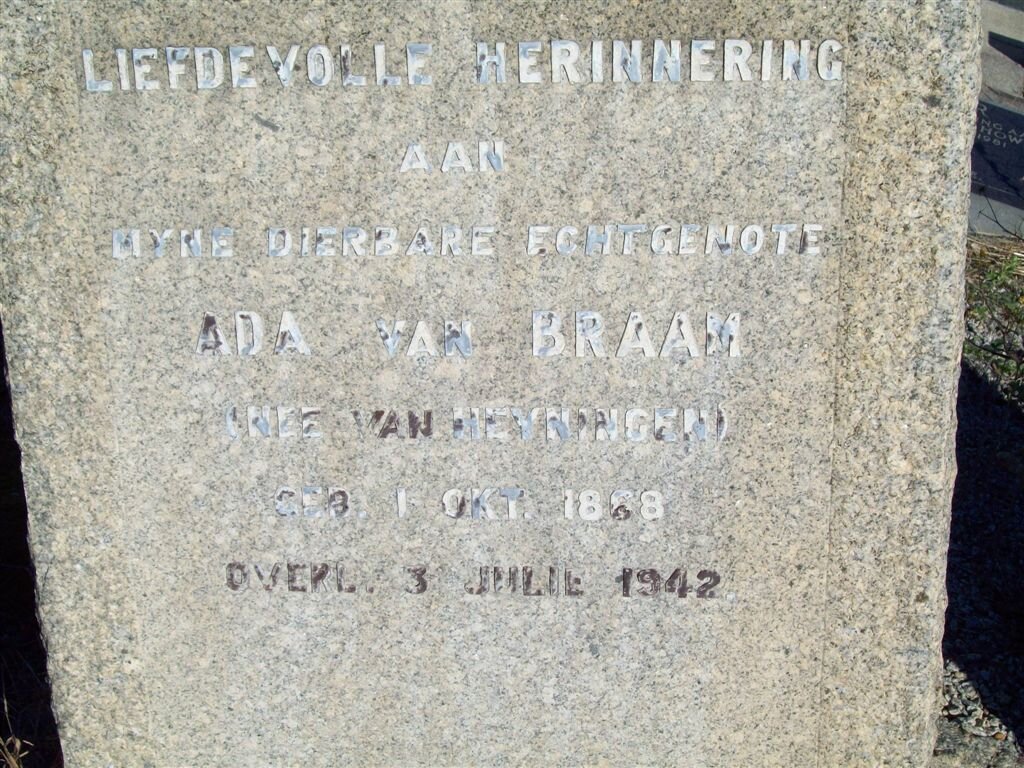 LIEFDEVOLLE HERINNERING
AAN
MYNE DIERBARE ECHTGENOTE
ADA VAN BRAAM
(NEE VAN HEYNINGEN)
GEB. 1 OKT. 1868
OVERL. 3 JULIE 1942